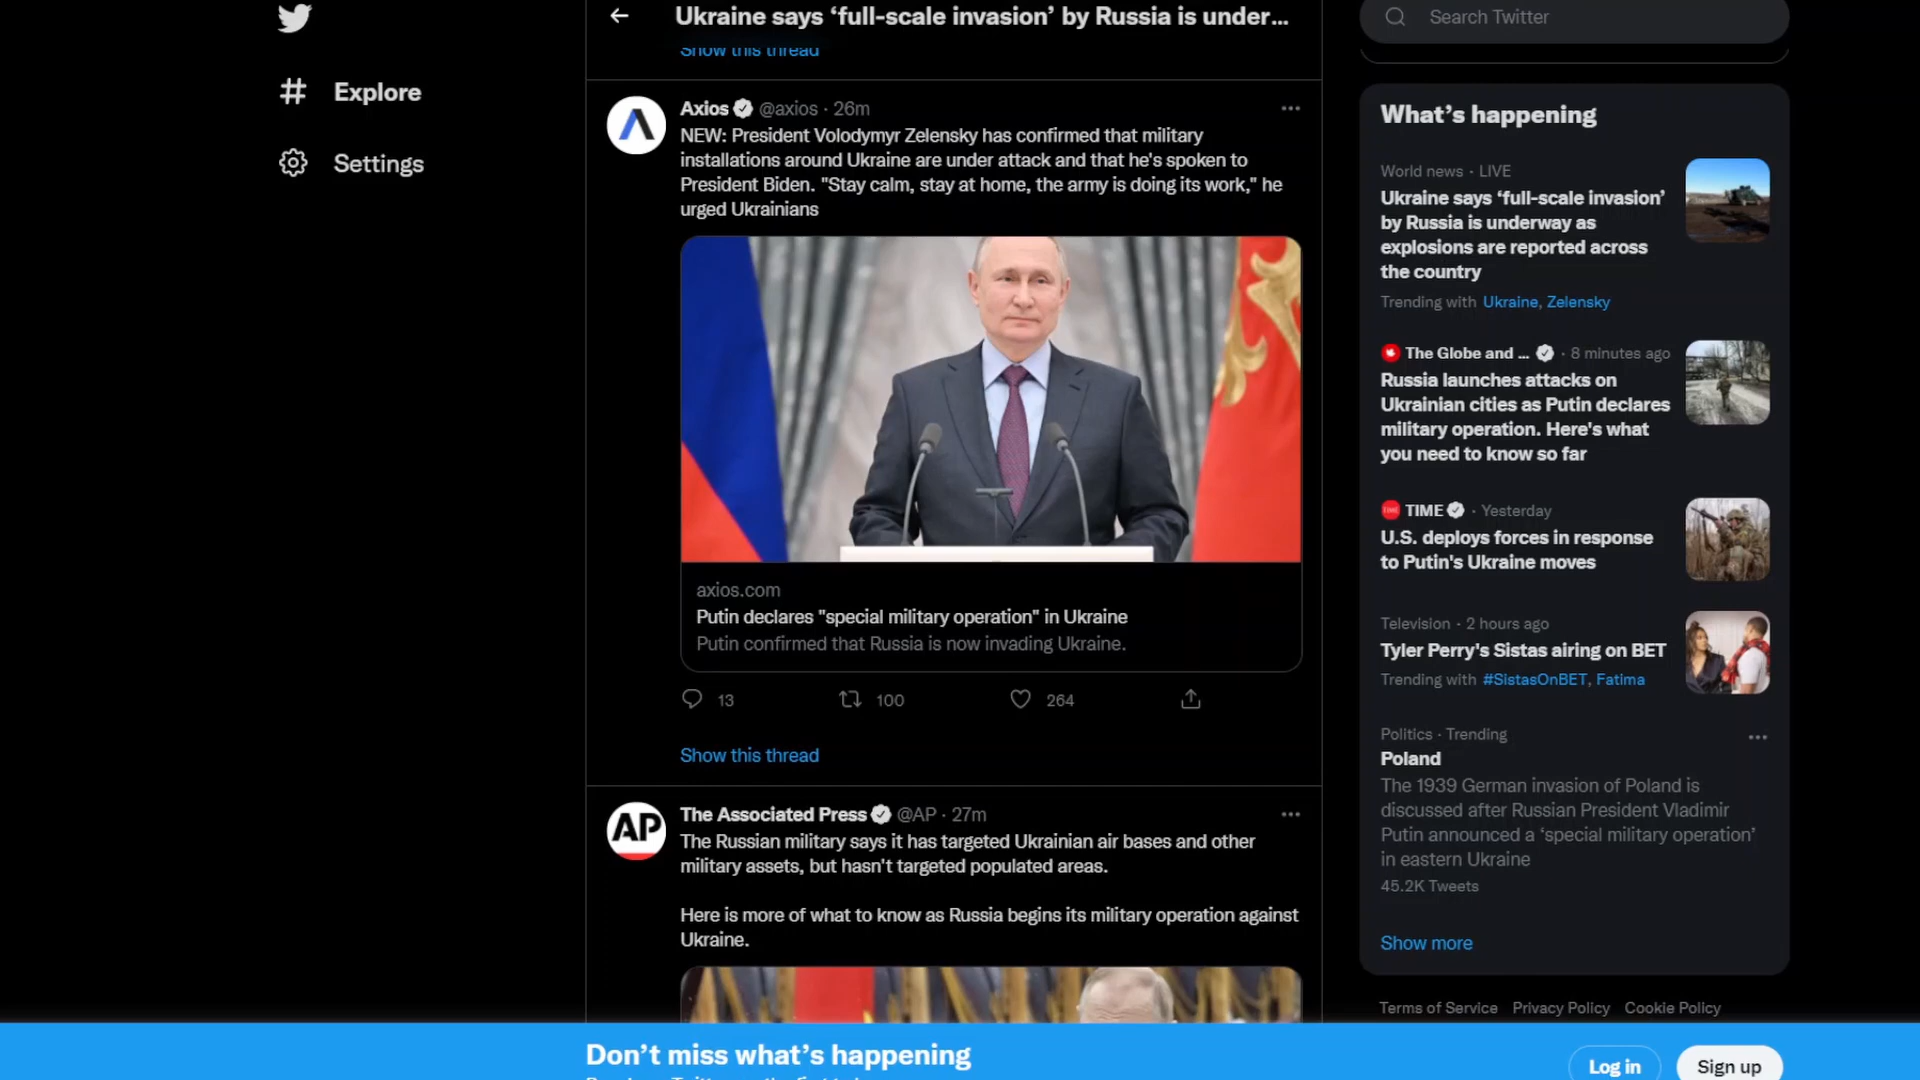 Explore
Settings
Ukraine says ‘full-scale invasion’ by Russia is under...
Show this thread
Axios @axios · 26m
NEW: President Volodymyr Zelensky has confirmed that military
installations around Ukraine are under attack and that he's spoken to
President Biden. "Stay calm, stay at home, the army is doing its work," he
urged Ukrainians
axios.com
Putin declares "special military operation" in Ukraine
Putin confirmed that Russia is now invading Ukraine.
13 100 264
Show this thread
AP
The Associated Press @AP · 27m
The Russian military says it has targeted Ukrainian air bases and other
military assets, but hasn't targeted populated areas.
Here is more of what to know as Russia begins its military operation against
Ukraine.
Search Twitter
What’s happening
World news · LIVE
Ukraine says ‘full-scale invasion’
by Russia is underway as
explosions are reported across
the country
Trending with Ukraine, Zelensky
The Globe and ... · 8 minutes ago
Russia launches attacks on
Ukrainian cities as Putin declares
military operation. Here's what
you need to know so far
TIME · Yesterday
U.S. deploys forces in response
to Putin's Ukraine moves
Television · 2 hours ago
Tyler Perry's Sistas airing on BET
Trending with #SistasOnBET, Fatima
Politics · Trending
Poland
The 1939 German invasion of Poland is
discussed after Russian President Vladimir
Putin announced a ‘special military operation’
in eastern Ukraine
45.2K Tweets
Show more
Terms of Service Privacy Policy Cookie Policy
Don’t miss what’s happening
Log in Sign up